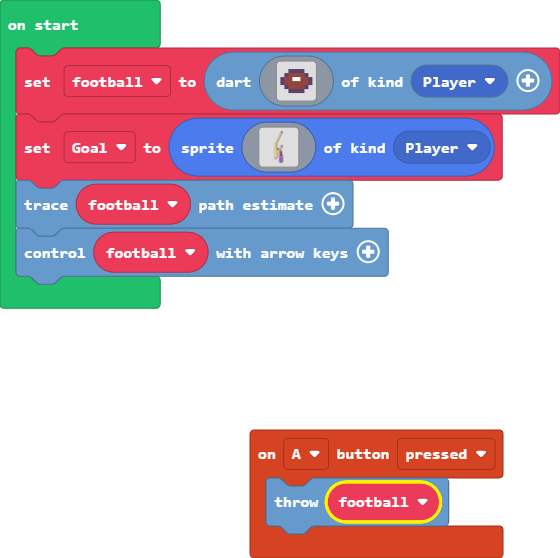 on start
set football to dart of kind Player
set Goal to sprite of kind Player
trace football path estimate
control football with arrow keys
on A button pressed
throw football